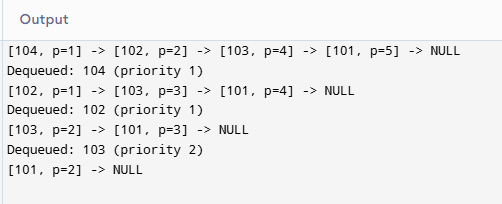 Output
[104, p=1] -> [102, p=2] -> [103, p=4] -> [101, p=5] -> NULL
Dequeued: 104 (priority 1)
[102, p=1] -> [103, p=3] -> [101, p=4] -> NULL
Dequeued: 102 (priority 1)
[103, p=2] -> [101, p=3] -> NULL
Dequeued: 103 (priority 2)
[101, p=2] -> NULL